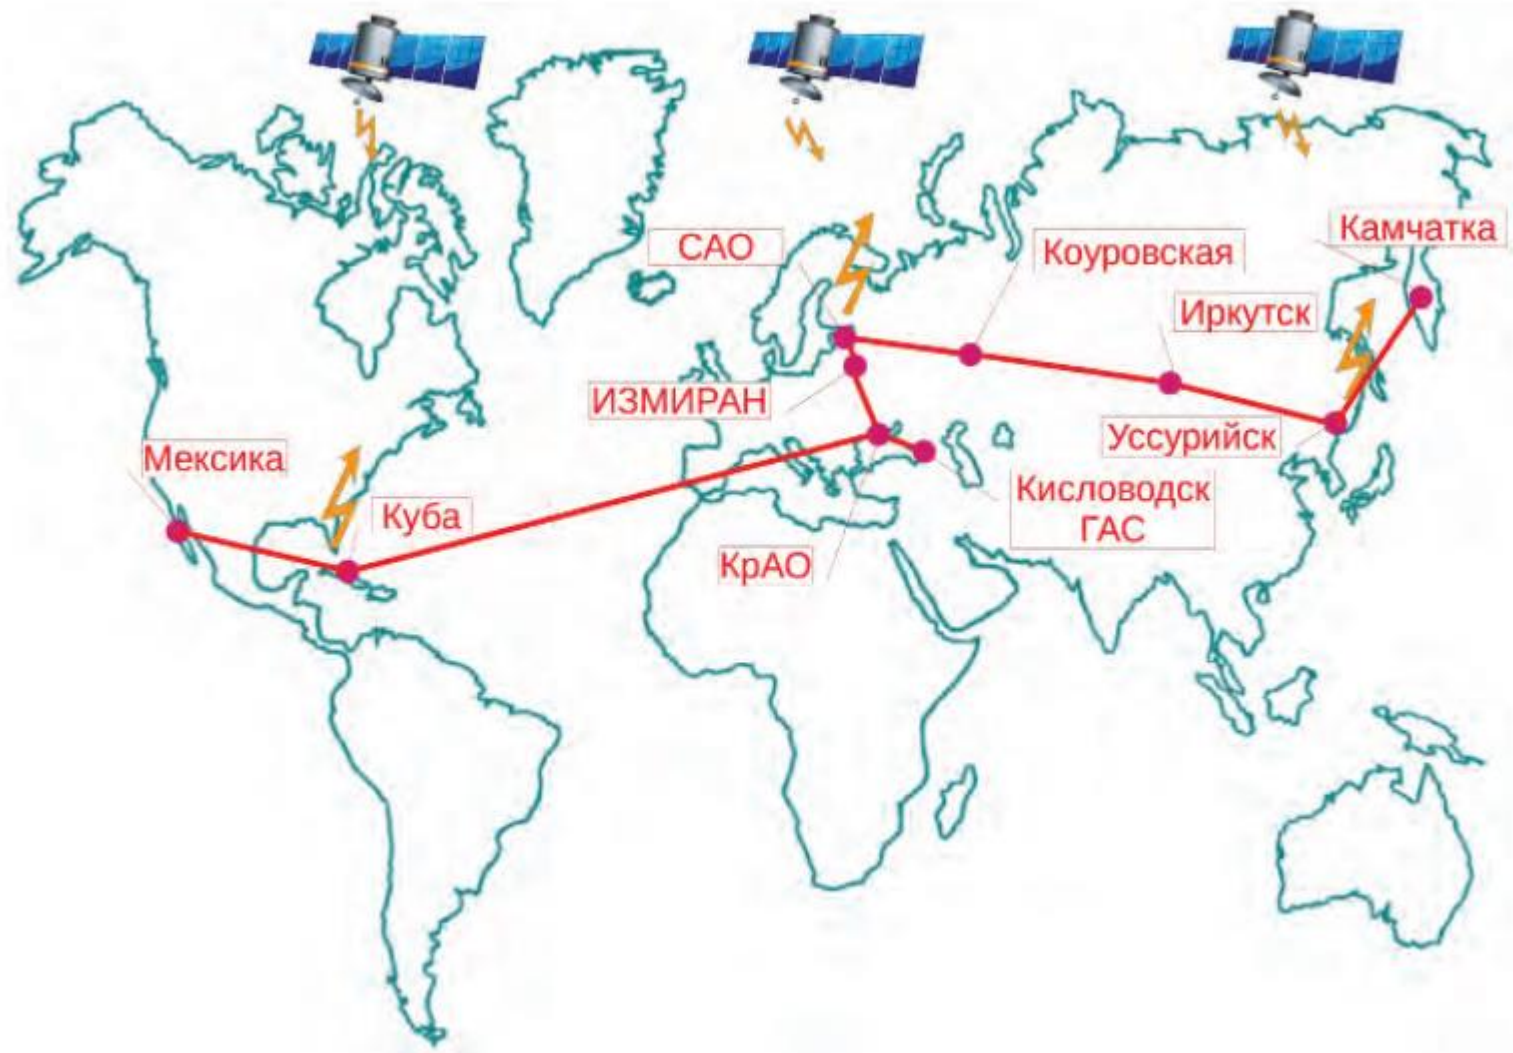 Камчатка
САО
Коуровская
Иркутск
ИЗМИРАН
Уссурийск
Мексика
Куба
Кисловодск
ГАС
КрАО